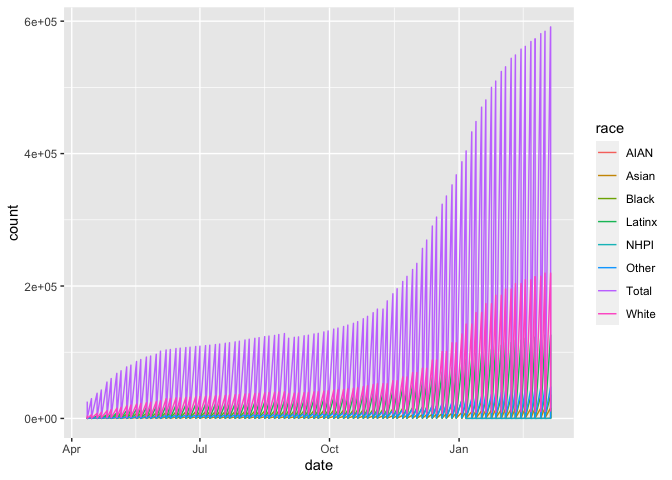 6e+05
4e+05
2e+05
0e+00
count
Apr
Jul
Oct
Jan
date
race
AIAN
Asian
Black
Latinx
NHPI
Other
Total
White